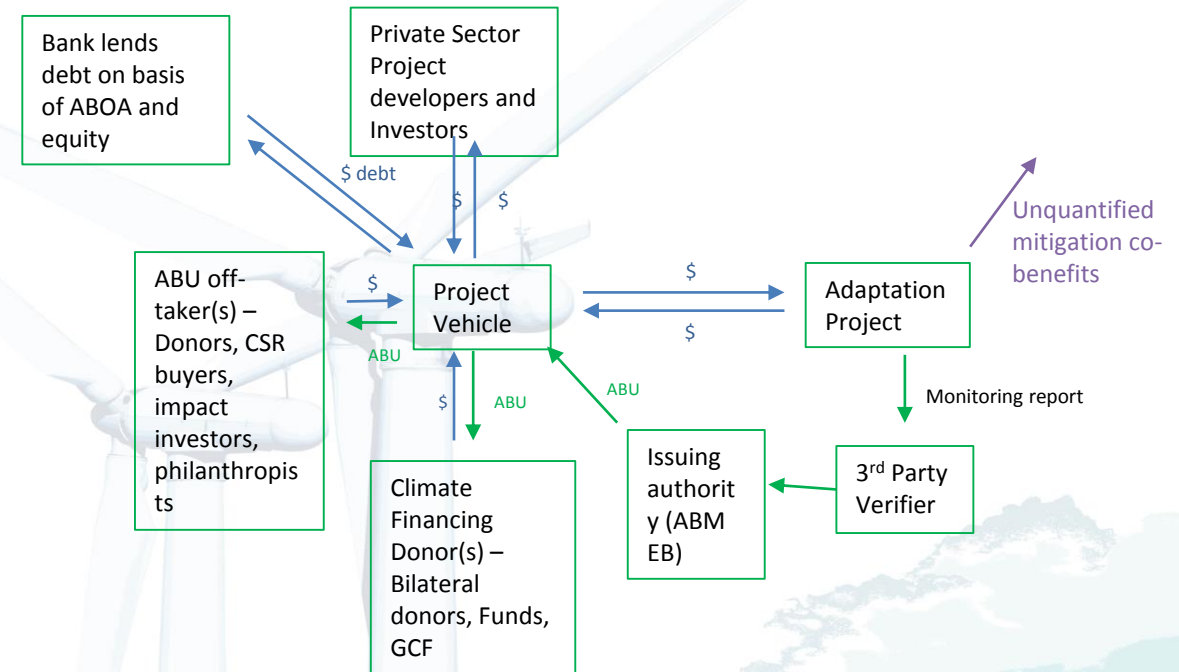 Bank lends
debt on basis
of ABOA and
equity
Private Sector
Project
developers and
Investors
$ debt
$
$
Unquantified
mitigation co-
benefits
ABU off-
taker(s) –
Donors, CSR
buyers,
impact
investors,
philanthropis
ts
$
ABU
Project
Vehicle
$
$
Adaptation
Project
$
ABU
ABU
Monitoring report
Climate
Financing
Donor(s) –
Bilateral
donors, Funds,
GCF
Issuing
authorit
y (ABM
EB)
3rd Party
Verifier